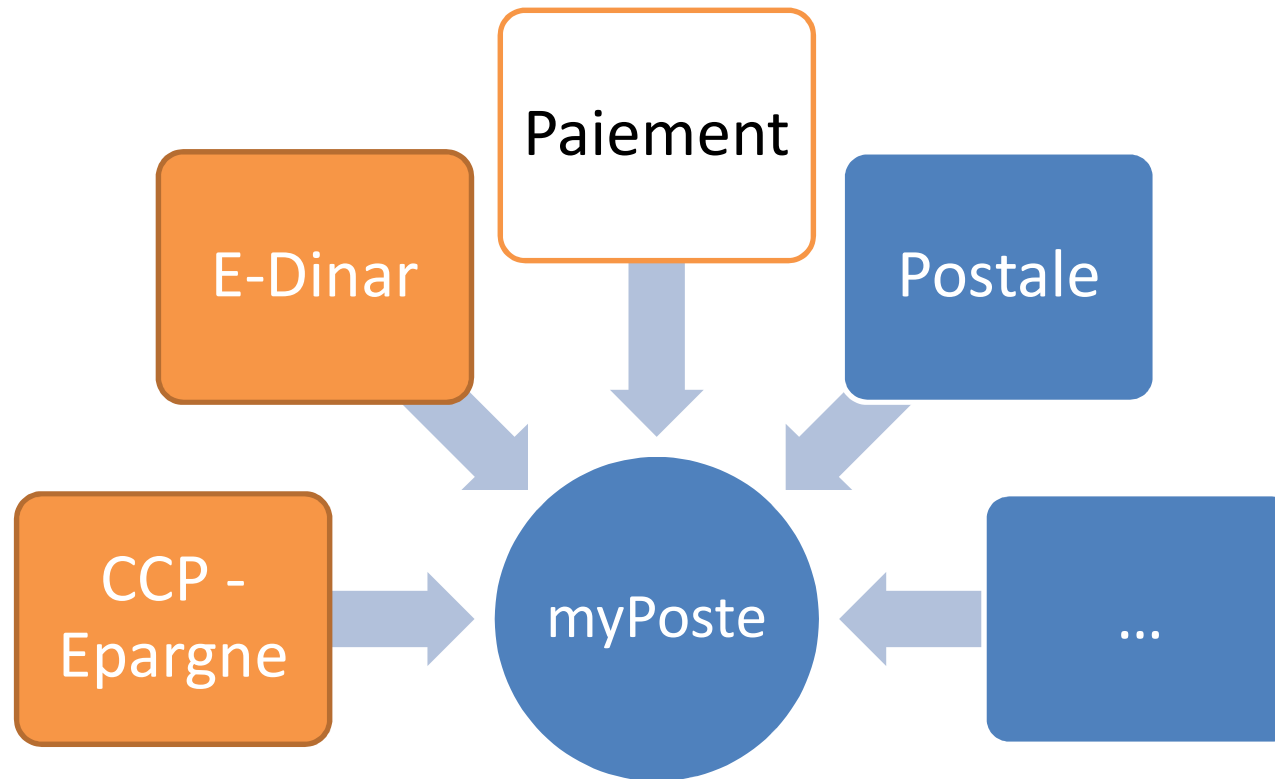 Paiement
E-Dinar
Postale
CCP -
Epargne
myPoste
...